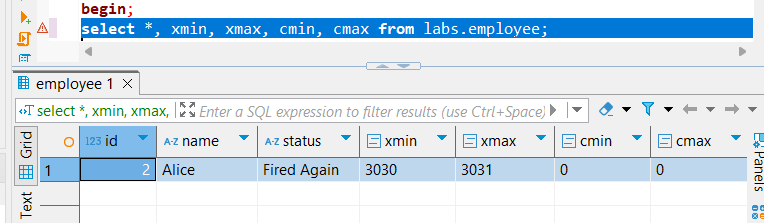 begin;
select *, xmin, xmax, cmin, cmax from labs.employee;
employee 1
select *, xmin, xmax, Enter a SQL expression to filter results (use Ctrl+Space)
Grid
Text
Panels
123 id A-Z name A-Z status xmin xmax cmin cmax
1 2 Alice Fired Again 3030 3031 0 0